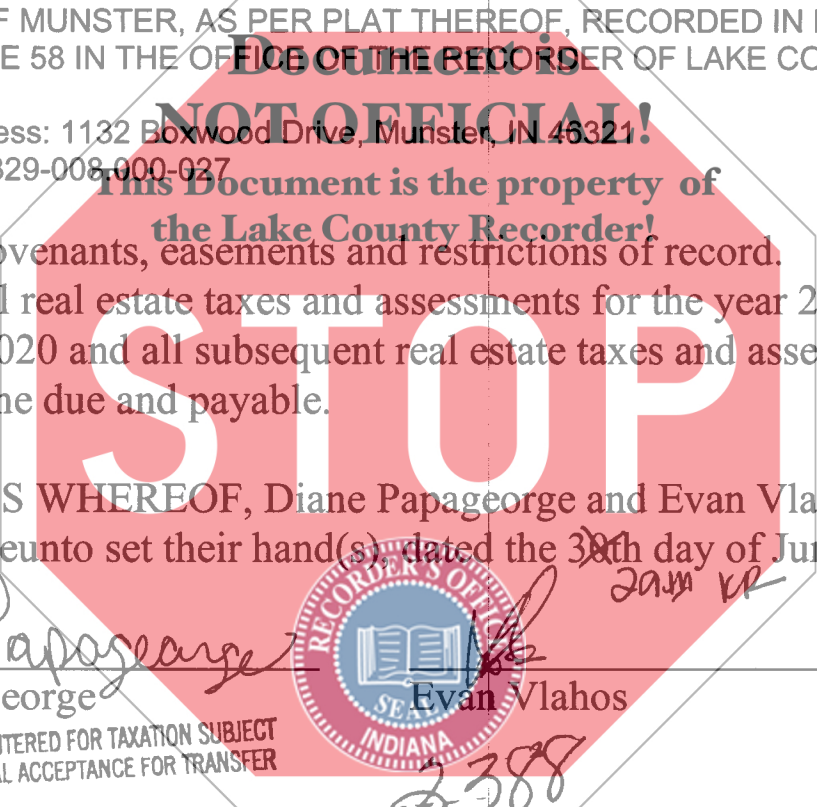 F MUNSTER, AS PER PLAT THEREOF, RECORDED IN
E 58 IN THE OFFICE OF THE RECORDER OF LAKE CO
Document is
NOT OFFICIAL!
ess: 1132 Boxwood Drive, Munster, IN 46321
329-008.000-027
This Document is the property of
the Lake County Recorder!
ovenants, easements and restrictions of record.
l real estate taxes and assessments for the year 2
020 and all subsequent real estate taxes and asse
ne due and payable.
STOP
S WHEREOF, Diane Papageorge and Evan Vla
eunto set their hand(s), dated the 30th day of Jun
29th KR
apageorge
eorge
Evan Vlahos
RECORDER'S OFFICE
SEAL
INDIANA
TERED FOR TAXATION SUBJECT
L ACCEPTANCE FOR TRANSFER
2388